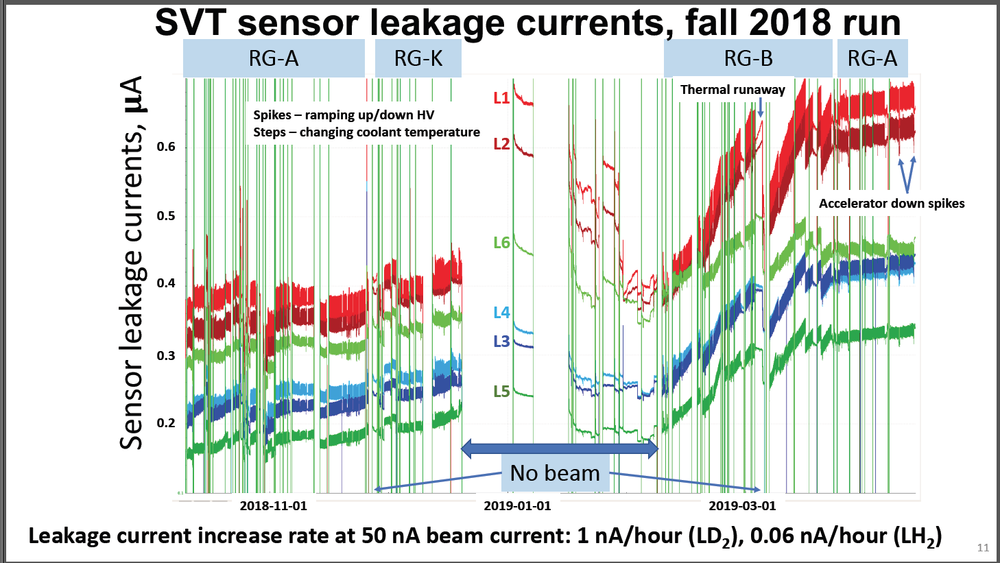 SVT sensor leakage currents, fall 2018 run
RG-A
RG-K
RG-B
RG-A
Sensor leakage currents, μA
Thermal runaway
Spikes – ramping up/down HV
Steps – changing coolant temperature
L1
L2
L6
L4
L3
L5
0.6
0.5
0.4
0.3
0.2
0.1
Accelerator down spikes
No beam
2018-11-01
2019-01-01
2019-03-01
Leakage current increase rate at 50 nA beam current: 1 nA/hour (LD₂), 0.06 nA/hour (LH₂)
11